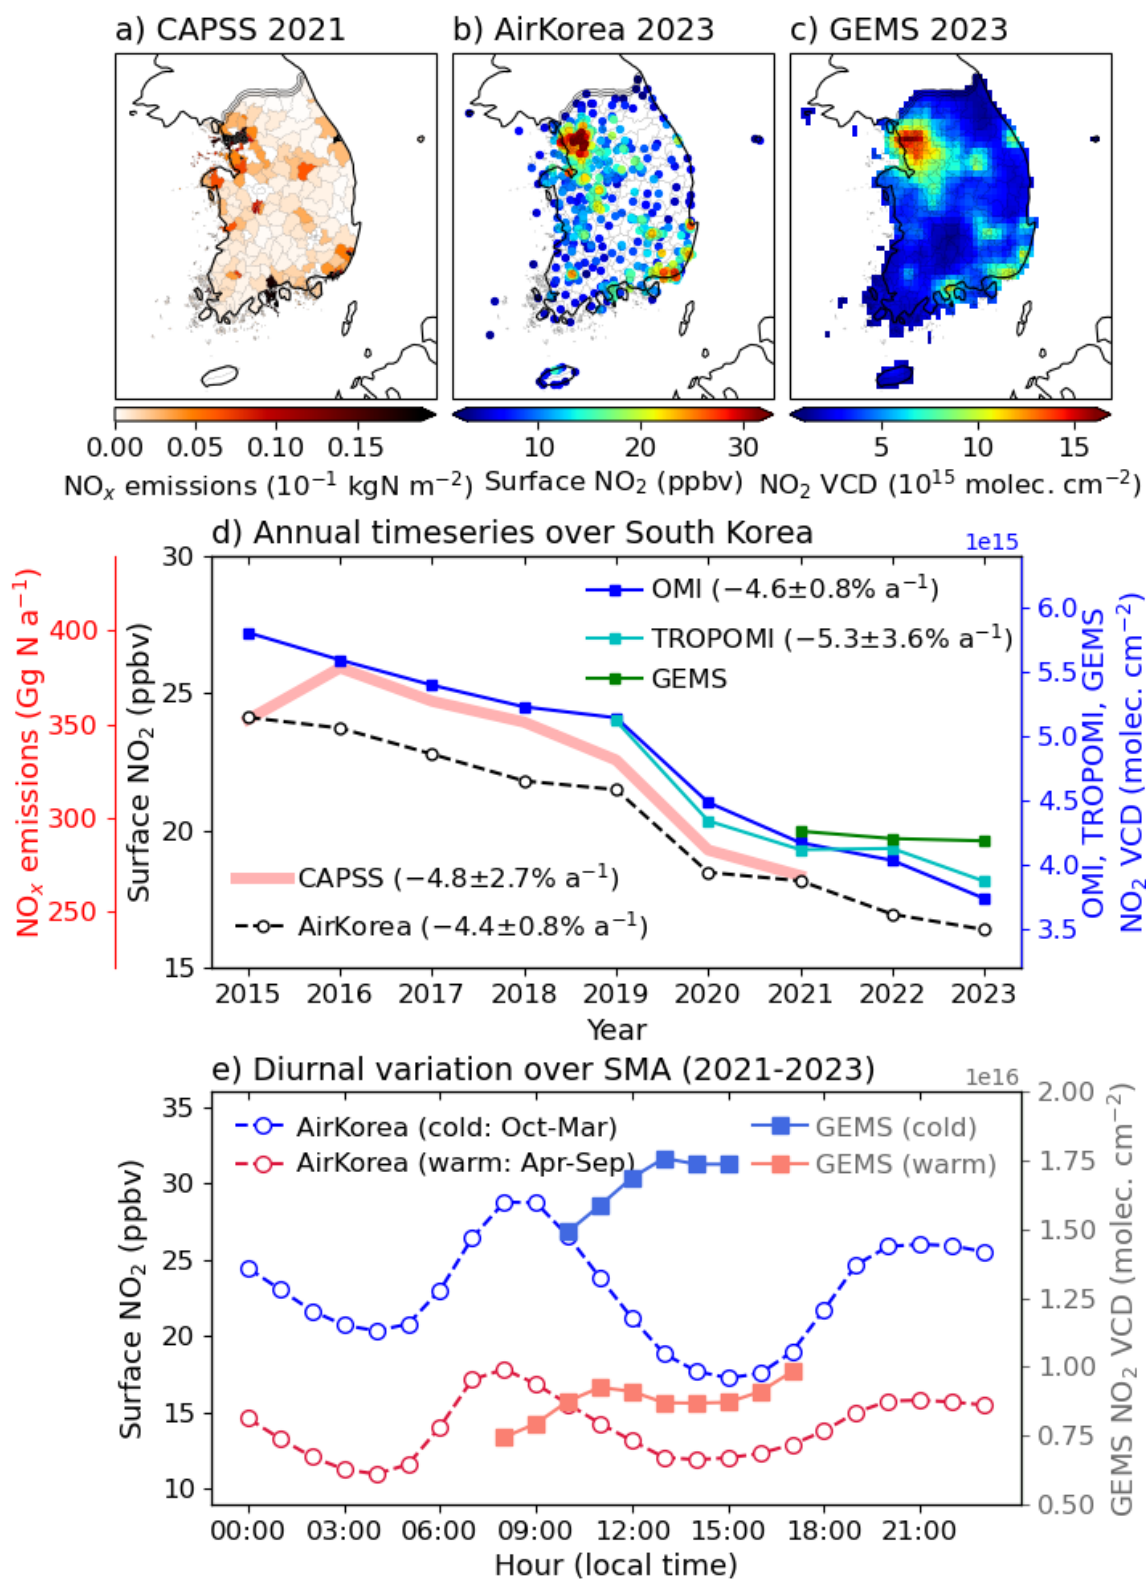 a) CAPSS 2021
b) AirKorea 2023
c) GEMS 2023
0.00 0.05 0.10 0.15
NOₓ emissions (10⁻¹ kgN m⁻²)
10 20 30
Surface NO₂ (ppbv)
5 10 15
NO₂ VCD (10¹⁵ molec. cm⁻²)
d) Annual timeseries over South Korea
1e15
NOₓ emissions (Gg N a⁻¹)
400
350
300
250
Surface NO₂ (ppbv)
30
25
20
15
OMI (−4.6±0.8% a⁻¹)
TROPOMI (−5.3±3.6% a⁻¹)
GEMS
CAPSS (−4.8±2.7% a⁻¹)
AirKorea (−4.4±0.8% a⁻¹)
6.0
5.5
5.0
4.5
4.0
3.5
OMI, TROPOMI, GEMS
NO₂ VCD (molec. cm⁻²)
2015 2016 2017 2018 2019 2020 2021 2022 2023
Year
e) Diurnal variation over SMA (2021-2023)
1e16
Surface NO₂ (ppbv)
35
30
25
20
15
10
AirKorea (cold: Oct-Mar)
AirKorea (warm: Apr-Sep)
GEMS (cold)
GEMS (warm)
2.00
1.75
1.50
1.25
1.00
0.75
0.50
GEMS NO₂ VCD (molec. cm⁻²)
00:00 03:00 06:00 09:00 12:00 15:00 18:00 21:00
Hour (local time)